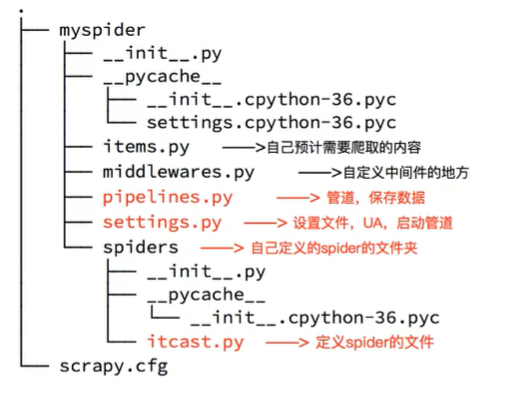 .
├── myspider
│   ├── __init__.py
│   ├── __pycache__
│   │   ├── __init__.cpython-36.pyc
│   │   └── settings.cpython-36.pyc
│   ├── items.py ——>自己预计需要爬取的内容
│   ├── middlewares.py ——>自定义中间件的地方
│   ├── pipelines.py ——> 管道，保存数据
│   ├── settings.py ——> 设置文件，UA，启动管道
│   └── spiders ——> 自己定义的spider的文件夹
│       ├── __init__.py
│       ├── __pycache__
│       │   └── __init__.cpython-36.pyc
│       └── itcast.py ——> 定义spider的文件
└── scrapy.cfg